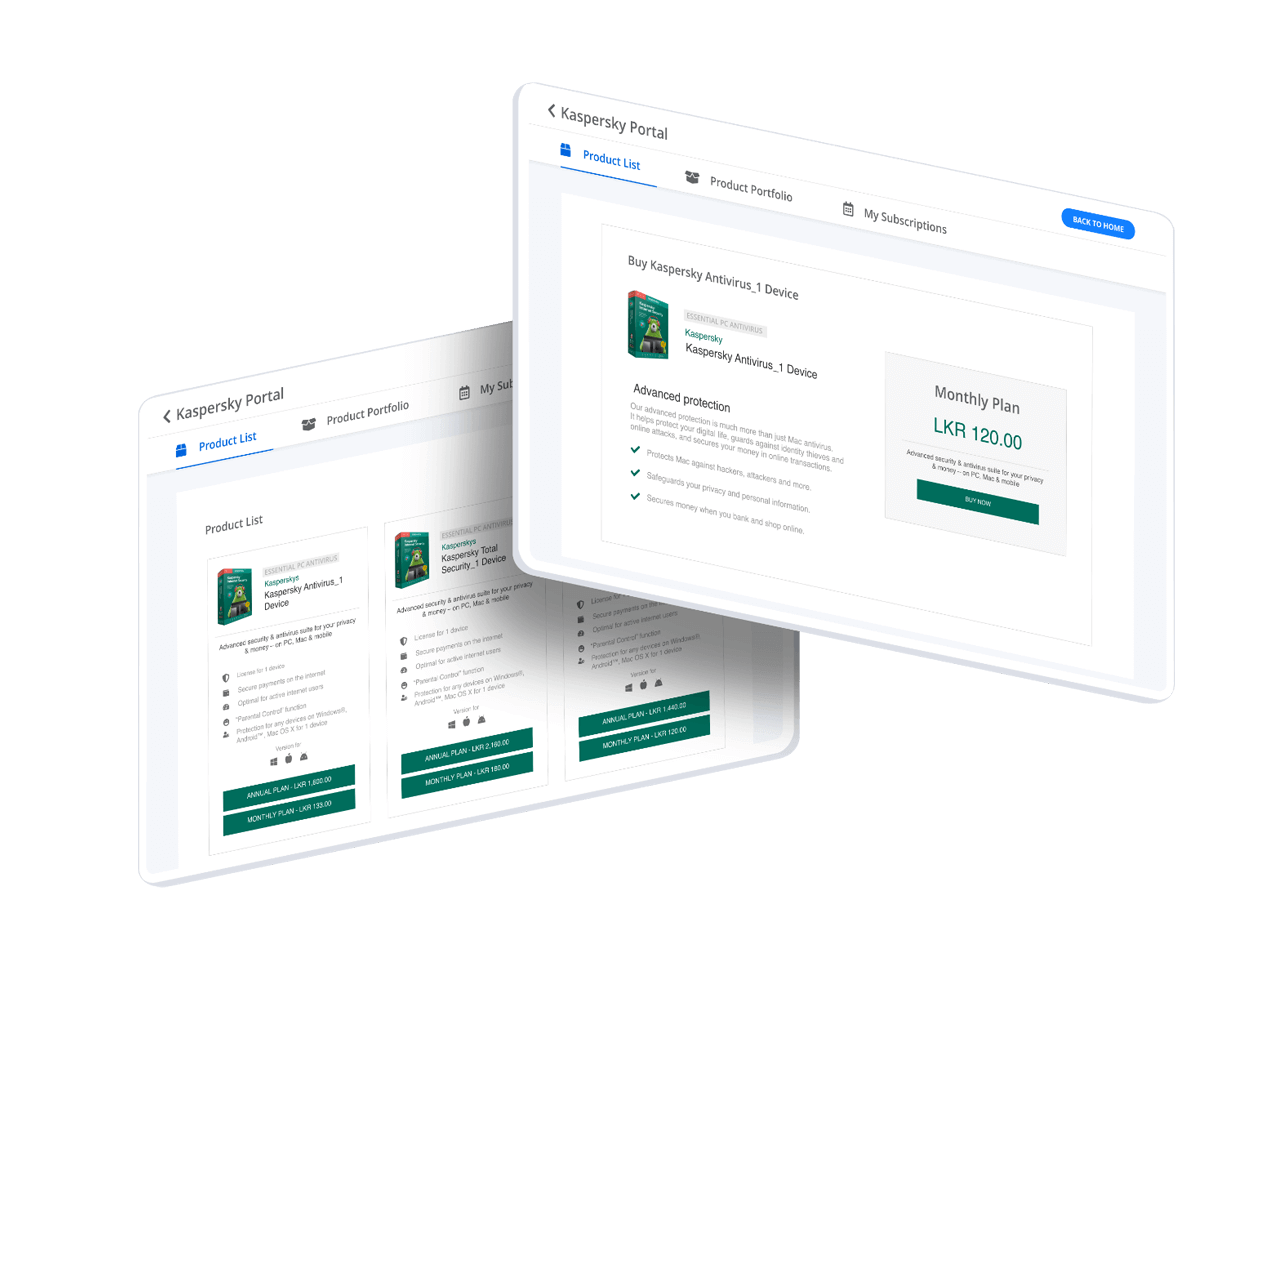 Kaspersky Portal
Product List
Product Portfolio
My Subscriptions
BACK TO HOME
Buy Kaspersky Antivirus_1 Device
ESSENTIAL PC ANTIVIRUS
Kaspersky
Kaspersky Antivirus_1 Device
Advanced protection
Our advanced protection is much more than just Mac antivirus.
It helps protect your digital life, guards against identity thieves and
online attacks, and secures your money in online transactions.
Protects Mac against hackers, attackers and more.
Safeguards your privacy and personal information.
Secures money when you bank and shop online.
Monthly Plan
LKR 120.00
Advanced security & antivirus suite for your privacy
& money – on PC, Mac & mobile
BUY NOW
Kaspersky Portal
Product List
Product Portfolio
My Sub
Product List
ESSENTIAL PC ANTIVIRUS
Kasperskys
Kaspersky Antivirus_1
Device
Advanced security & antivirus suite for your privacy
& money – on PC, Mac & mobile
License for 1 device
Secure payments on the internet
Optimal for active internet users
"Parental Control" function
Protection for any devices on Windows®,
Android™, Mac OS X for 1 device
Version for
ANNUAL PLAN - LKR 1,600.00
MONTHLY PLAN - LKR 133.00
ESSENTIAL PC ANTIVIRUS
Kasperskys
Kaspersky Total
Security_1 Device
Advanced security & antivirus suite for your privacy
& money – on PC, Mac & mobile
License for 1 device
Secure payments on the internet
Optimal for active internet users
"Parental Control" function
Protection for any devices on Windows®,
Android™, Mac OS X for 1 device
Version for
ANNUAL PLAN - LKR 2,160.00
MONTHLY PLAN - LKR 180.00
License for 1
Secure payments on the
Optimal for active internet users
"Parental Control" function
Protection for any devices on Windows®,
Android™, Mac OS X for 1 device
Version for
ANNUAL PLAN - LKR 1,440.00
MONTHLY PLAN - LKR 120.00